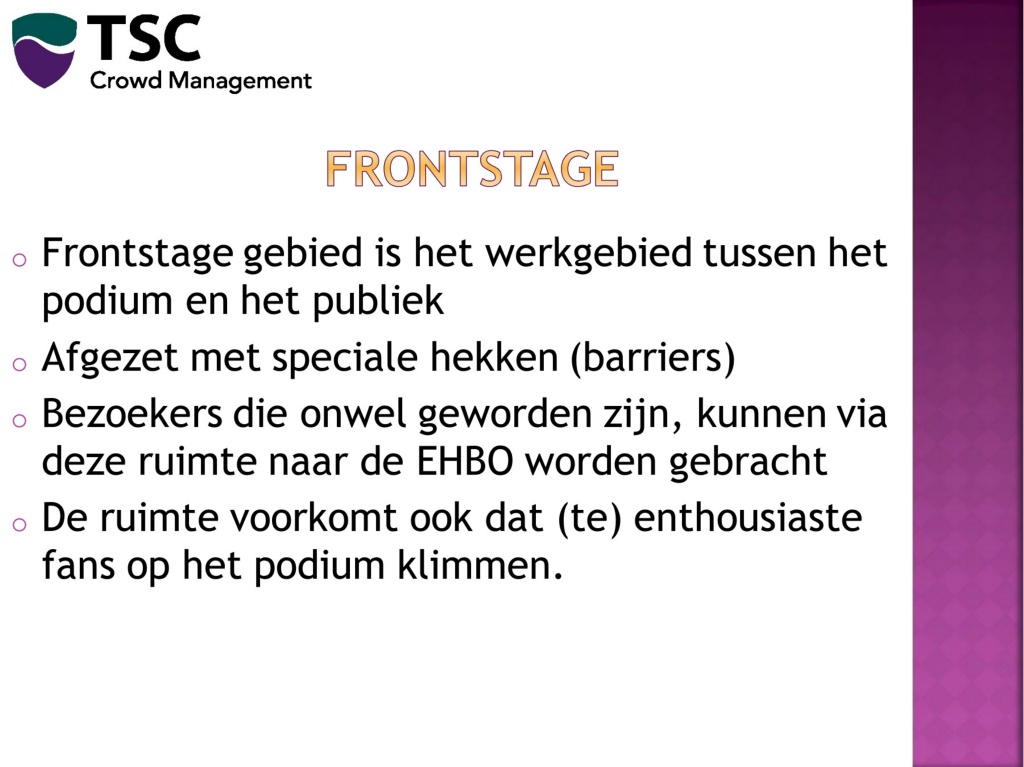 TSC
Crowd Management
FRONTSTAGE
o Frontstage gebied is het werkgebied tussen het
podium en het publiek
o Afgezet met speciale hekken (barriers)
o Bezoekers die onwel geworden zijn, kunnen via
deze ruimte naar de EHBO worden gebracht
o De ruimte voorkomt ook dat (te) enthousiaste
fans op het podium klimmen.